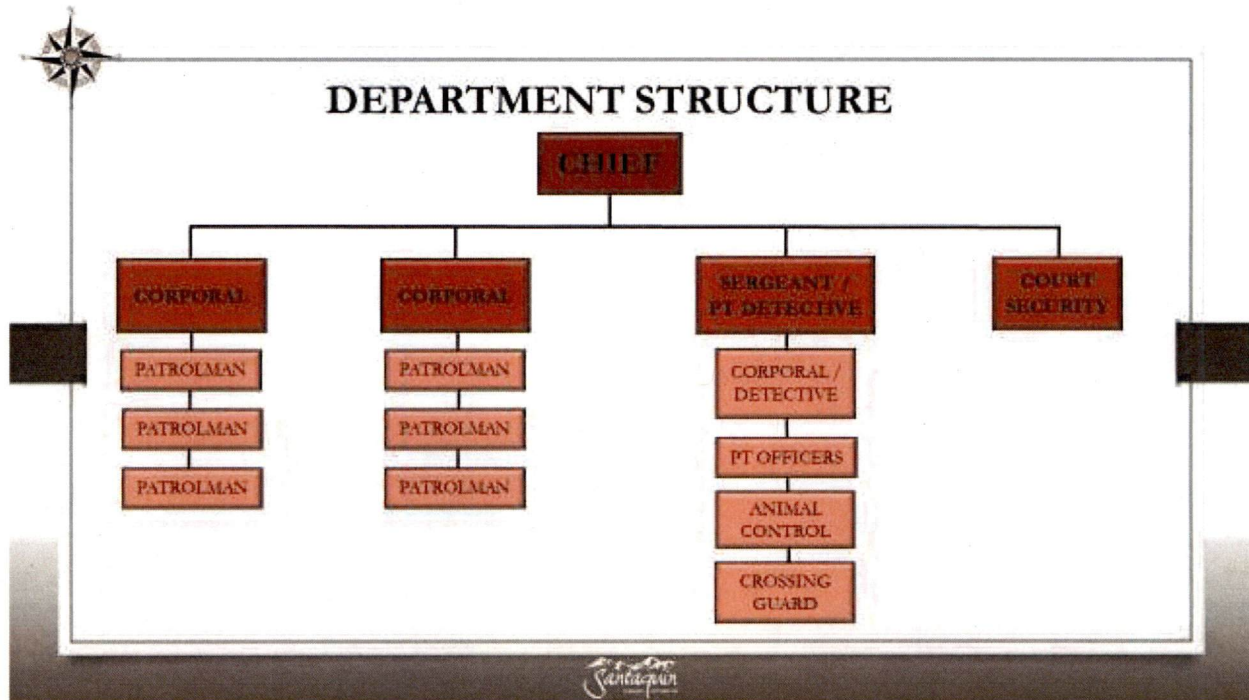 DEPARTMENT STRUCTURE
CHIEF
CORPORAL
CORPORAL
SERGEANT /
PT DETECTIVE
COURT
SECURITY
PATROLMAN
PATROLMAN
PATROLMAN
PATROLMAN
PATROLMAN
PATROLMAN
CORPORAL /
DETECTIVE
PT OFFICERS
ANIMAL
CONTROL
CROSSING
GUARD
Santaquin